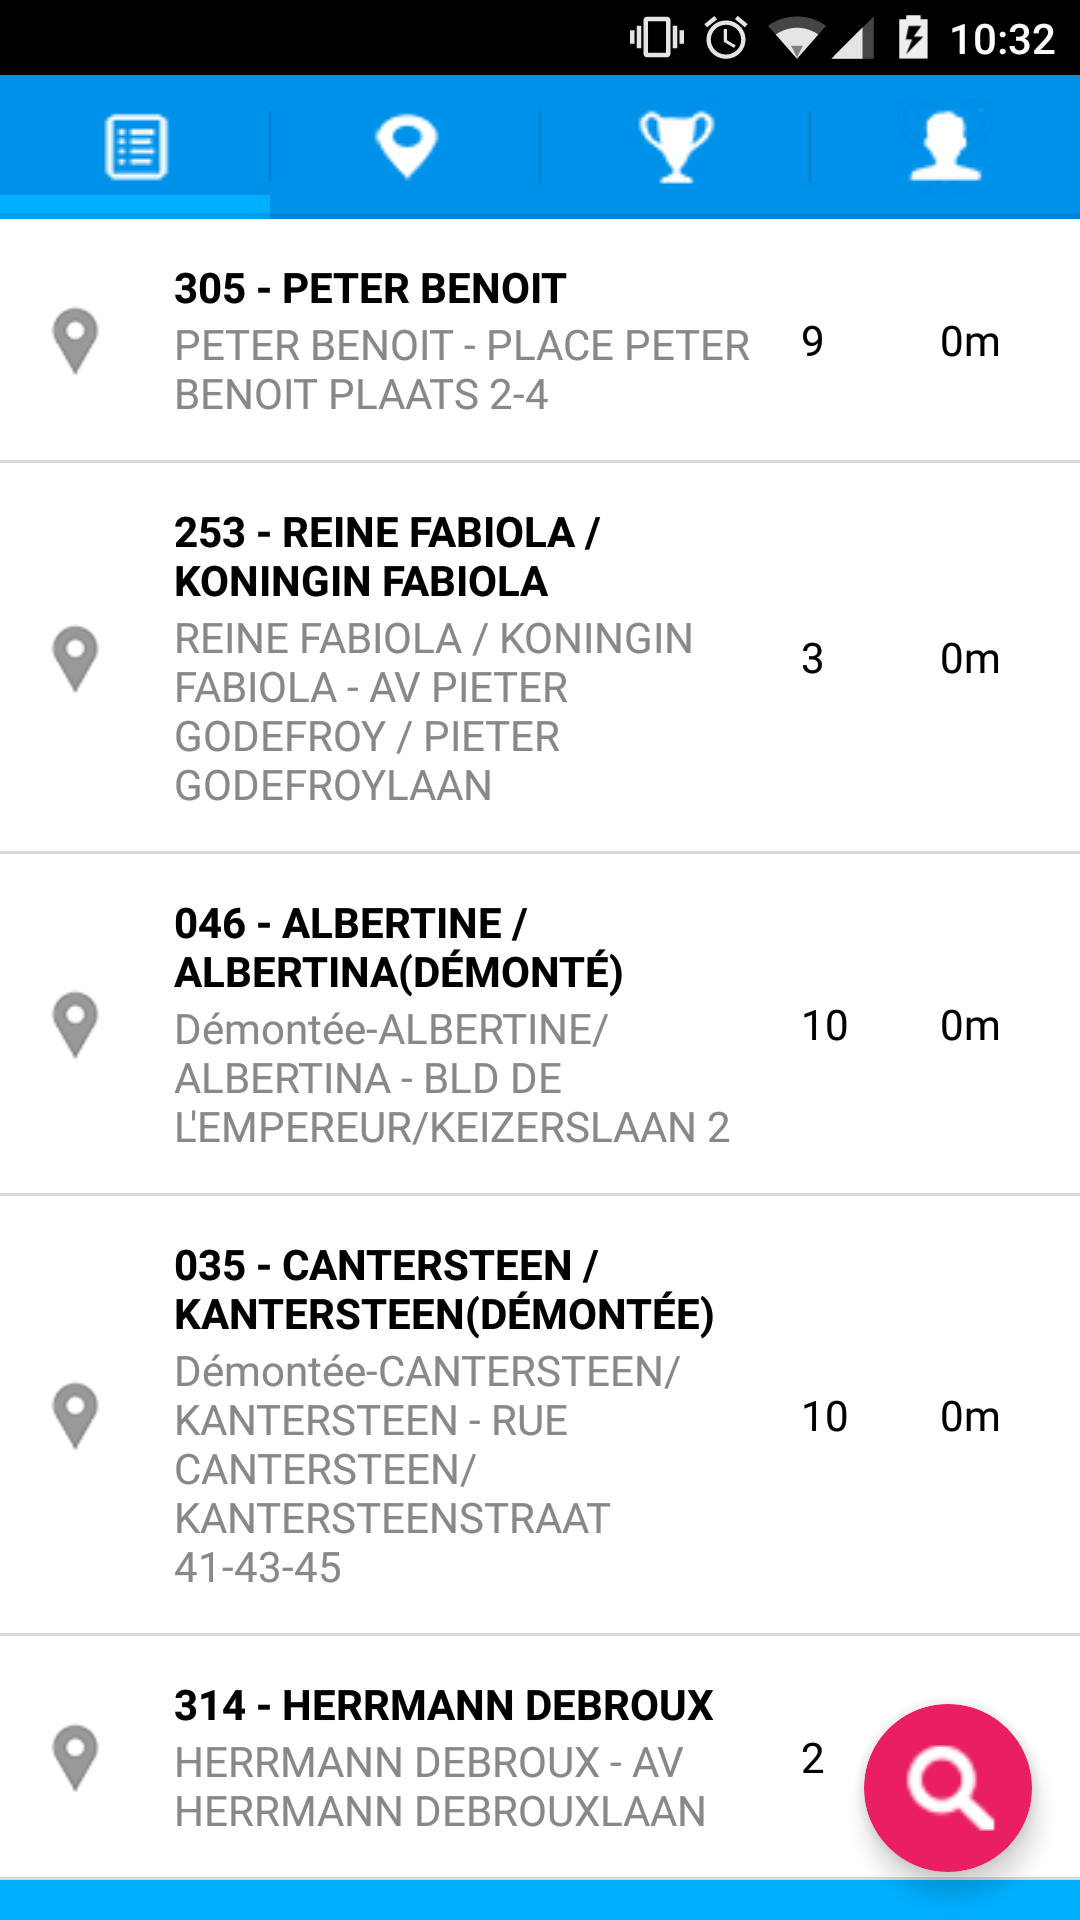 10:32
305 - PETER BENOIT
PETER BENOIT - PLACE PETER
BENOIT PLAATS 2-4
9
0m
253 - REINE FABIOLA /
KONINGIN FABIOLA
REINE FABIOLA / KONINGIN
FABIOLA - AV PIETER
GODEFROY / PIETER
GODEFROYLAAN
3
0m
046 - ALBERTINE /
ALBERTINA(DÉMONTÉ)
Démontée-ALBERTINE/
ALBERTINA - BLD DE
L'EMPEREUR/KEIZERSLAAN 2
10
0m
035 - CANTERSTEEN /
KANTERSTEEN(DÉMONTÉE)
Démontée-CANTERSTEEN/
KANTERSTEEN - RUE
CANTERSTEEN/
KANTERSTEENSTRAAT
41-43-45
10
0m
314 - HERRMANN DEBROUX
HERRMANN DEBROUX - AV
HERRMANN DEBROUXLAAN
2